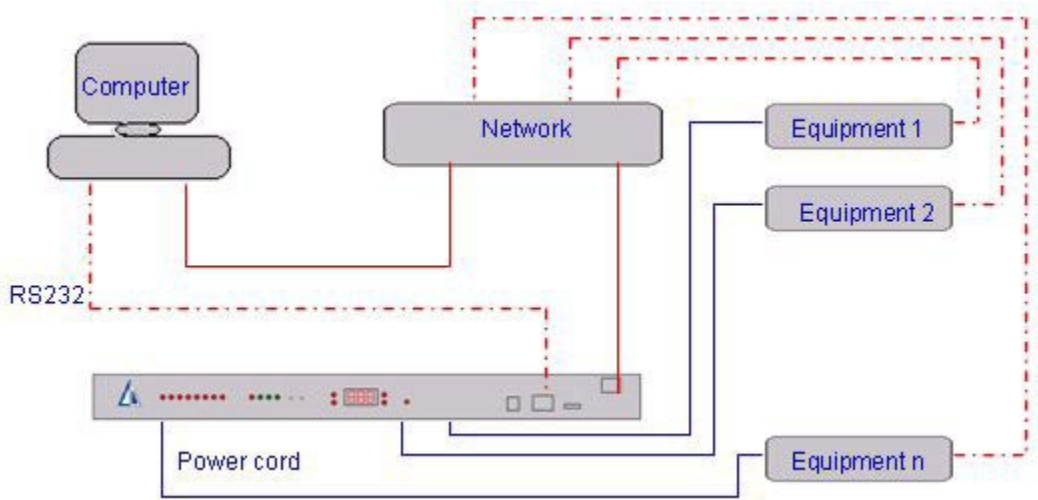 Computer
Network
Equipment 1
Equipment 2
RS232
Power cord
Equipment n